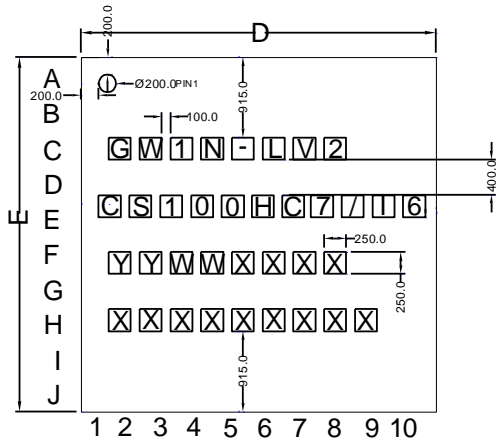 200.0
D
A
Ø200.0PIN1
200.0
B
915.0
100.0
C
GW1N-LV2
D
400.0
E
E
CS100HC7/I6
F
250.0
YYWWXXXX
250.0
G
H
XXXXXXXXX
I
915.0
J
1 2 3 4 5 6 7 8 9 10